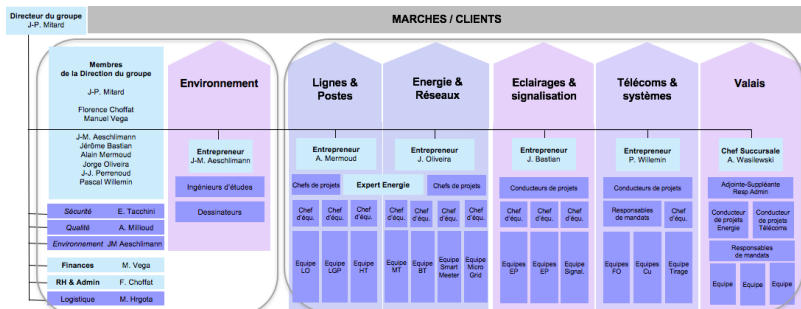 Directeur du groupe
J-P. Mitard
MARCHES / CLIENTS
Membres
de la Direction du groupe
J-P. Mitard
Florence Choffat
Manuel Vega
J-M. Aeschlimann
Jérôme Bastian
Alain Mermoud
Jorge Oliveira
J-J. Perrenoud
Pascal Willemin
Sécurité E. Tacchini
Qualité A. Milloud
Environnement JM Aeschlimann
Finances M. Vega
RH & Admin F. Choffat
Logistique M. Hrgota
Environnement
Entrepreneur
J-M. Aeschlimann
Ingénieurs d'études
Dessinateurs
Lignes &
Postes
Entrepreneur
A. Mermoud
Chefs de projets
Expert Energie
Chef
d'équ.
Chef
d'équ.
Chef
d'équ.
Equipe
LO
Equipe
LGP
Equipe
HT
Energie &
Réseaux
Entrepreneur
J. Oliveira
Chefs de projets
Chef
d'équ.
Chef
d'équ.
Chef
d'équ.
Chef
d'équ.
Equipe
MT
Equipe
BT
Equipe
Smart
Meester
Equipe
Micro
Grid
Eclairages &
signalisation
Entrepreneur
J. Bastian
Conducteurs de projets
Chef
d'équ.
Chef
d'équ.
Chef
d'équ.
Equipes
EP
Equipes
EP
Equipe
Signal.
Télécoms &
systèmes
Entrepreneur
P. Willemin
Conducteurs de projets
Responsables
de mandats
Chef
d'équ.
Equipes
FO
Equipes
Cu
Equipe
Tirage
Valais
Chef Succursale
A. Wasilewski
Adjointe-Suppléante
Resp Admin
Conducteur
de projets
Energie
Conducteur
de projets
Télécoms
Responsables
de mandats
Equipe
Equipe
Equipe